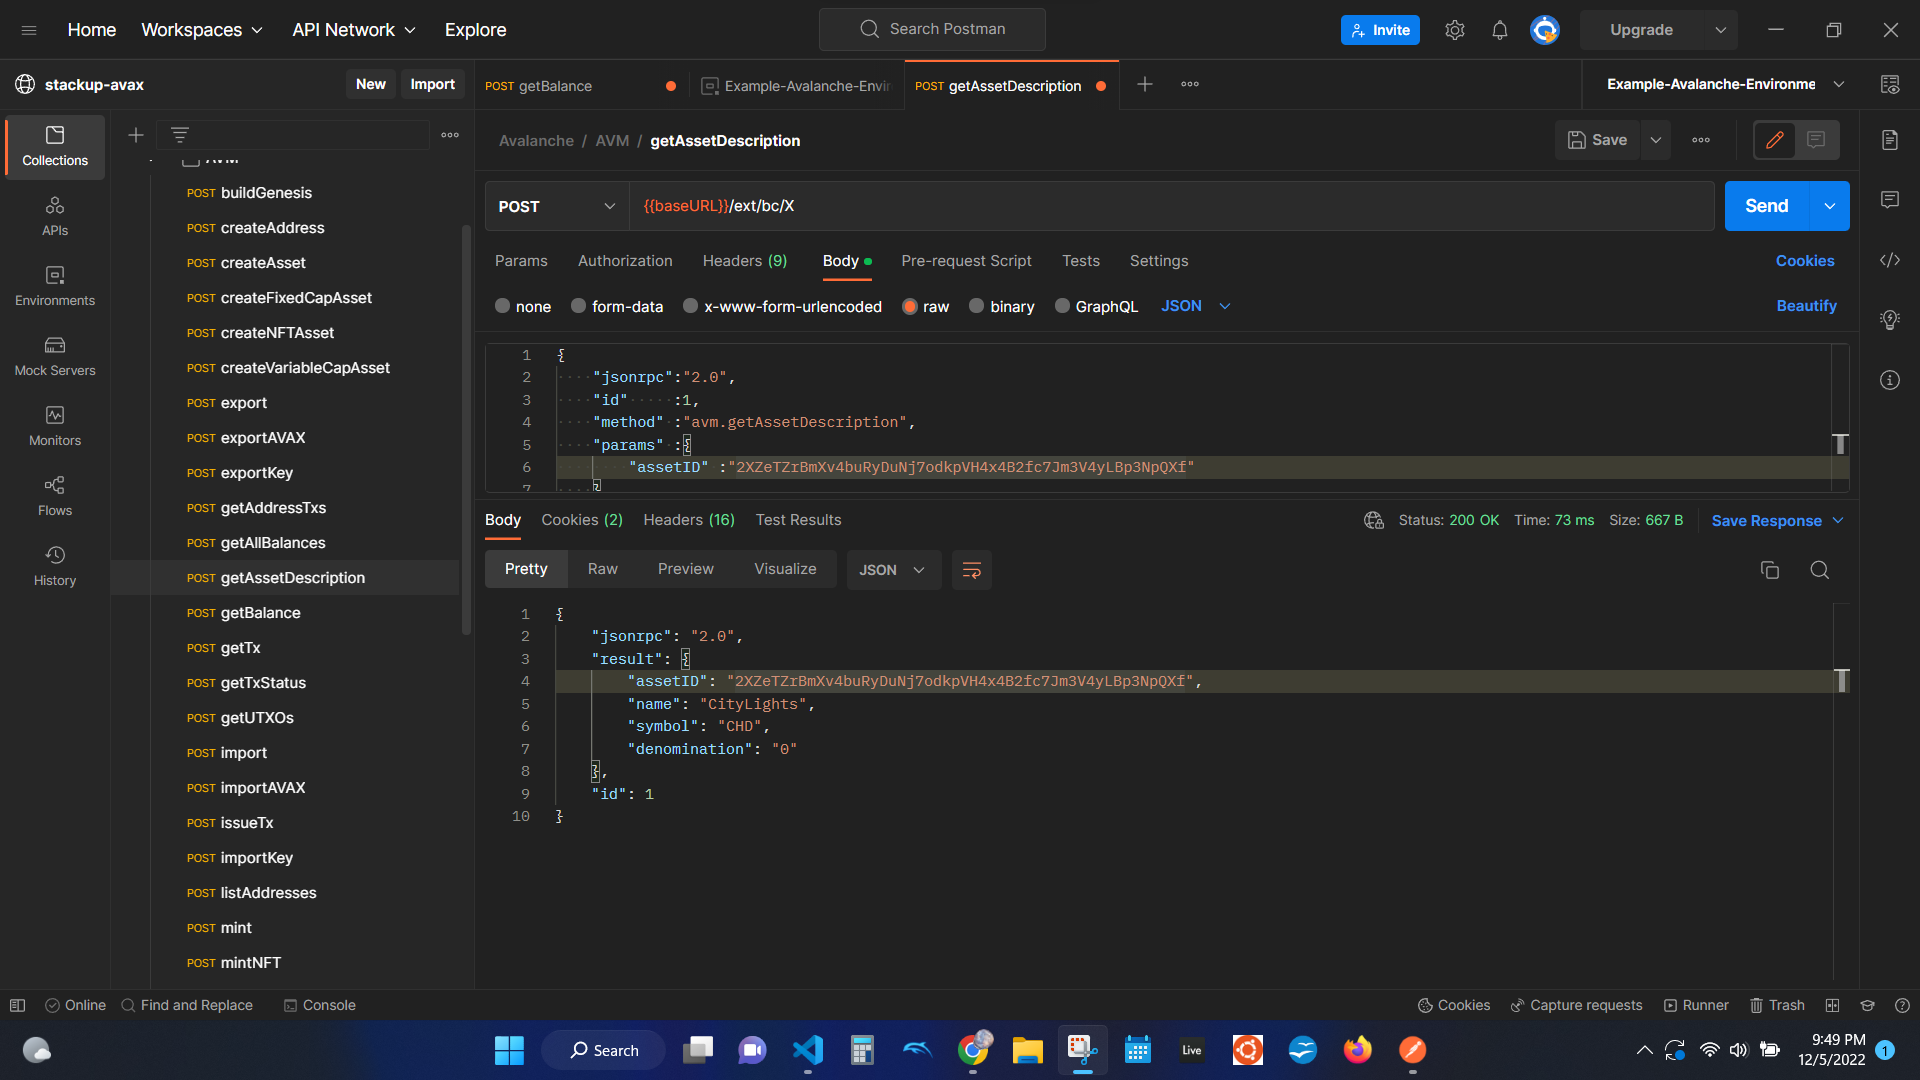 Home
Workspaces
API Network
Explore
Search Postman
Invite
Upgrade
stackup-avax
New
Import
POST getBalance
Example-Avalanche-Envir
POST getAssetDescription
Example-Avalanche-Environme
Collections
APIs
Environments
Mock Servers
Monitors
Flows
History
AVM
POST buildGenesis
POST createAddress
POST createAsset
POST createFixedCapAsset
POST createNFTAsset
POST createVariableCapAsset
POST export
POST exportAVAX
POST exportKey
POST getAddressTxs
POST getAllBalances
POST getAssetDescription
POST getBalance
POST getTx
POST getTxStatus
POST getUTXOs
POST import
POST importAVAX
POST issueTx
POST importKey
POST listAddresses
POST mint
POST mintNFT
Avalanche / AVM / getAssetDescription
Save
POST
{{baseURL}}/ext/bc/X
Send
Params
Authorization
Headers (9)
Body
Pre-request Script
Tests
Settings
Cookies
none
form-data
x-www-form-urlencoded
raw
binary
GraphQL
JSON
Beautify
1 {
2 "jsonrpc":"2.0",
3 "id" :1,
4 "method" :"avm.getAssetDescription",
5 "params" :{
6 "assetID" :"2XZeTZrBmXv4buRyDuNj7odkpVH4x4B2fc7Jm3V4yLBp3NpQXf"
7 }
Body
Cookies (2)
Headers (16)
Test Results
Status: 200 OK
Time: 73 ms
Size: 667 B
Save Response
Pretty
Raw
Preview
Visualize
JSON
1 {
2 "jsonrpc": "2.0",
3 "result": {
4 "assetID": "2XZeTZrBmXv4buRyDuNj7odkpVH4x4B2fc7Jm3V4yLBp3NpQXf",
5 "name": "CityLights",
6 "symbol": "CHD",
7 "denomination": "0"
8 },
9 "id": 1
10 }
Online
Find and Replace
Console
Cookies
Capture requests
Runner
Trash
Search
Live
9:49 PM
12/5/2022
1